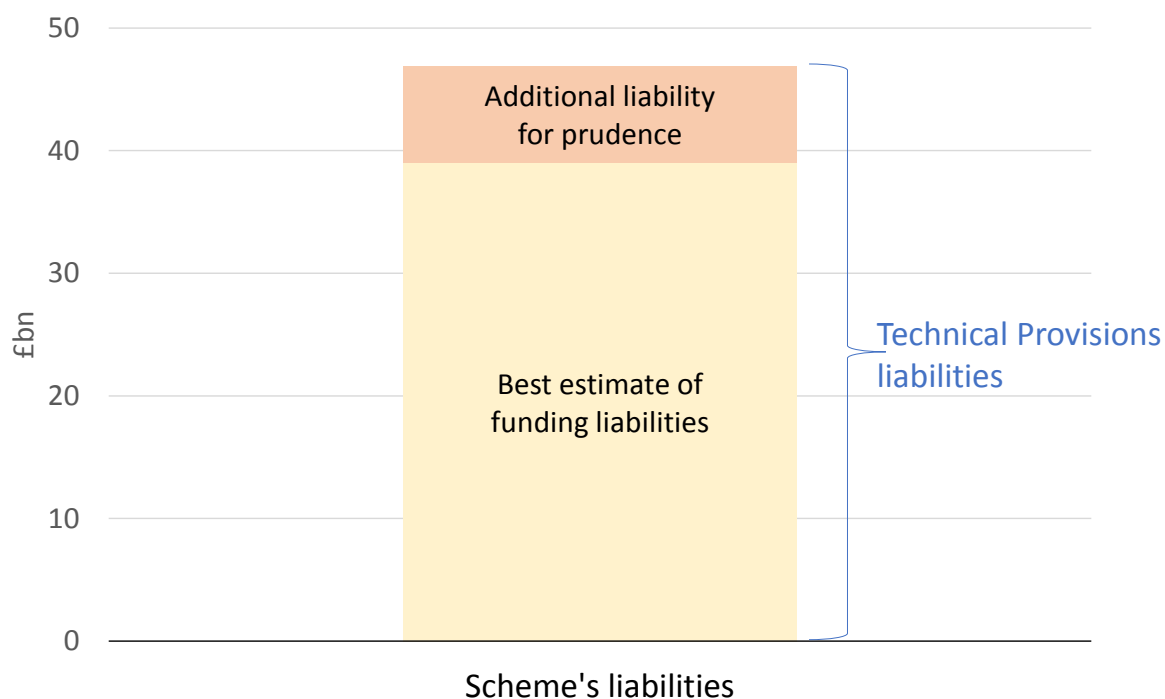 50
Additional liability
for prudence
40
30
£bn
Technical Provisions
liabilities
Best estimate of
funding liabilities
20
10
0
Scheme's liabilities